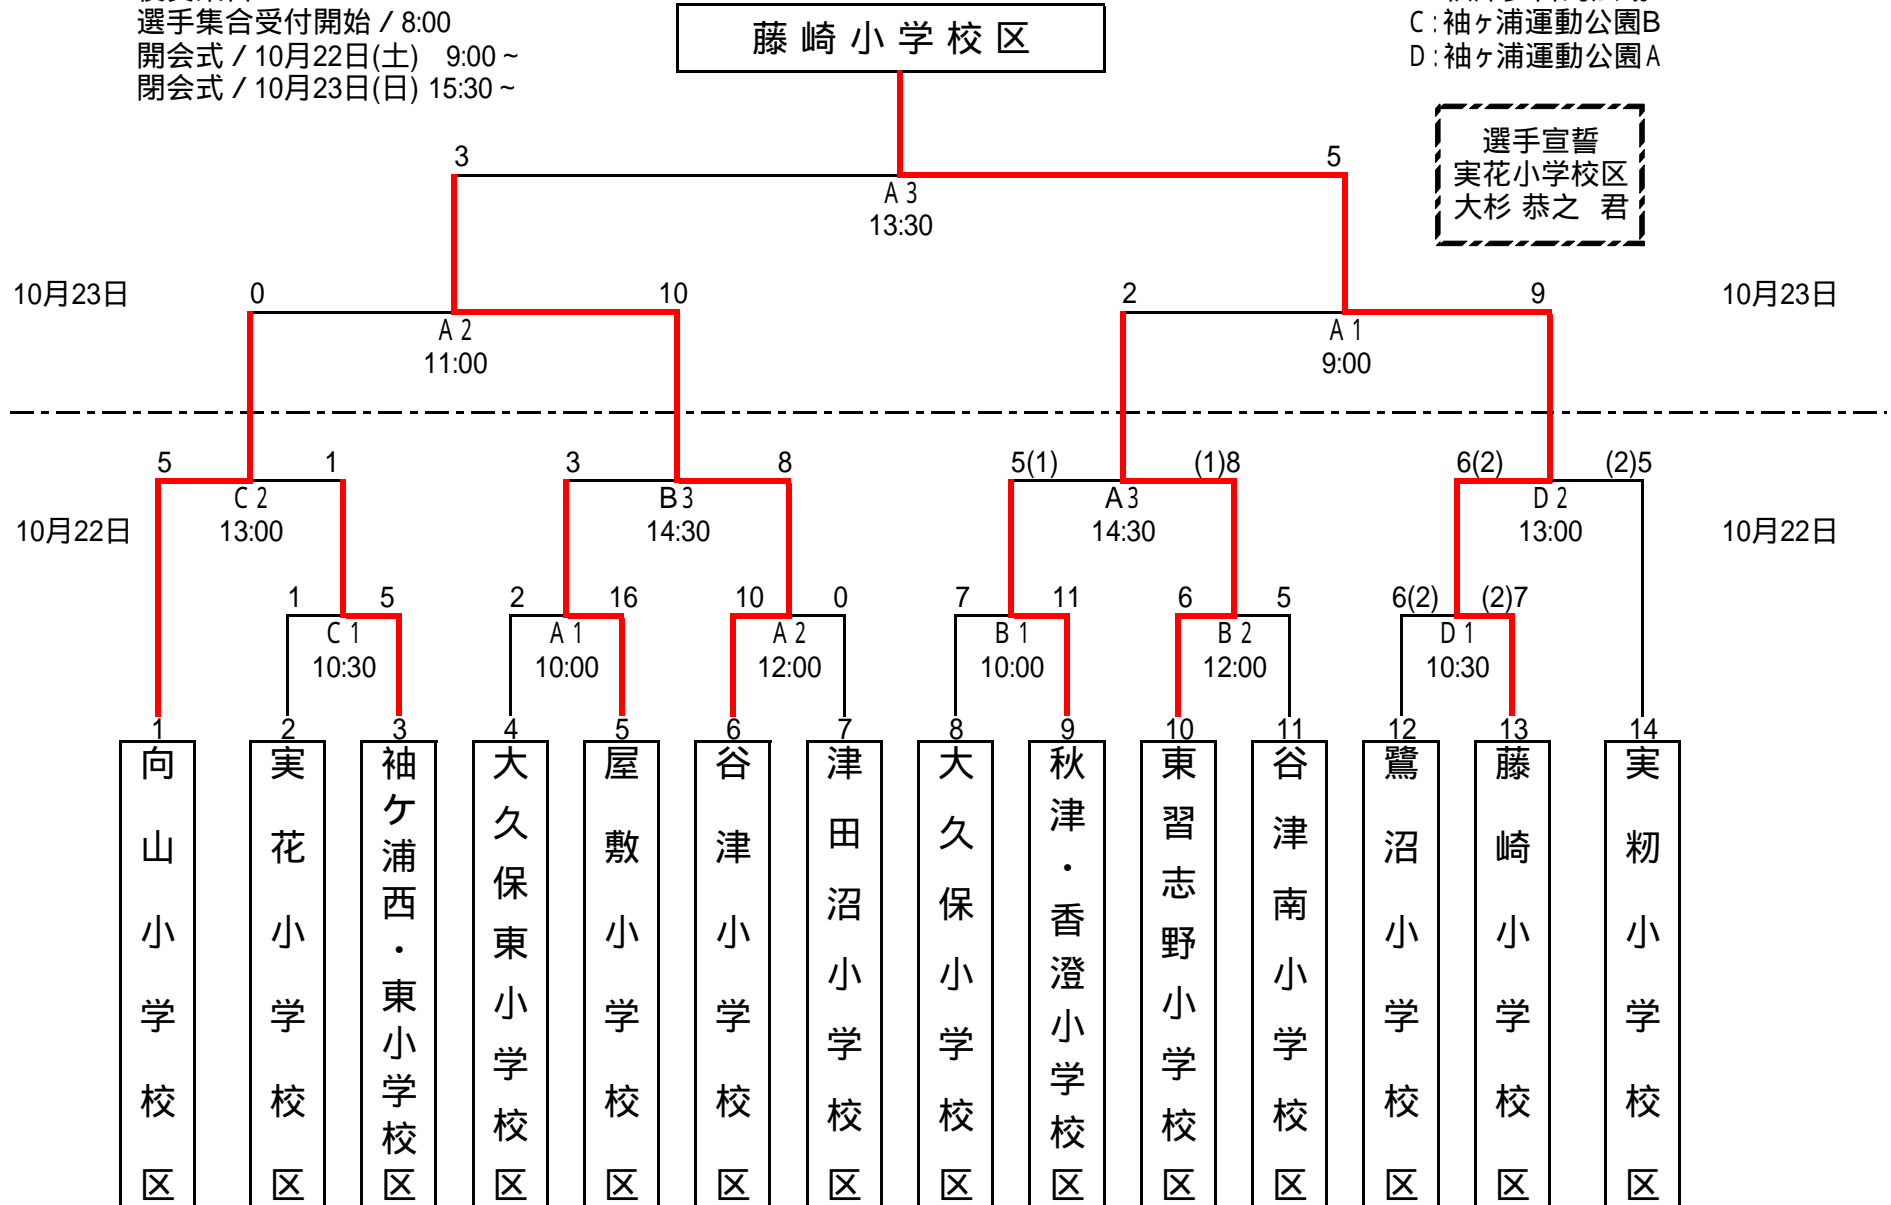 選手集合受付開始 / 8:00
開会式 / 10月22日(土) 9:00 ~
閉会式 / 10月23日(日) 15:30 ~
藤崎小学校区
C:袖ヶ浦運動公園B
D:袖ヶ浦運動公園A
選手宣誓
実花小学校区
大杉 恭之 君
3 5
A 3
13:30
10月23日 0 10 2 9 10月23日
A 2 A 1
11:00 9:00
5 1 3 8 5(1) (1)8 6(2) (2)5
C 2 B 3 A 3 D 2
10月22日 13:00 14:30 14:30 13:00 10月22日
1 5 2 16 10 0 7 11 6 5 6(2) (2)7
C 1 A 1 A 2 B 1 B 2 D 1
10:30 10:00 12:00 10:00 12:00 10:30
1 2 3 4 5 6 7 8 9 10 11 12 13 14
向山小学校区
実花小学校区
袖ケ浦西・東小学校区
大久保東小学校区
屋敷小学校区
谷津小学校区
津田沼小学校区
大久保小学校区
秋津・香澄小学校区
東習志野小学校区
谷津南小学校区
鷺沼小学校区
藤崎小学校区
実籾小学校区